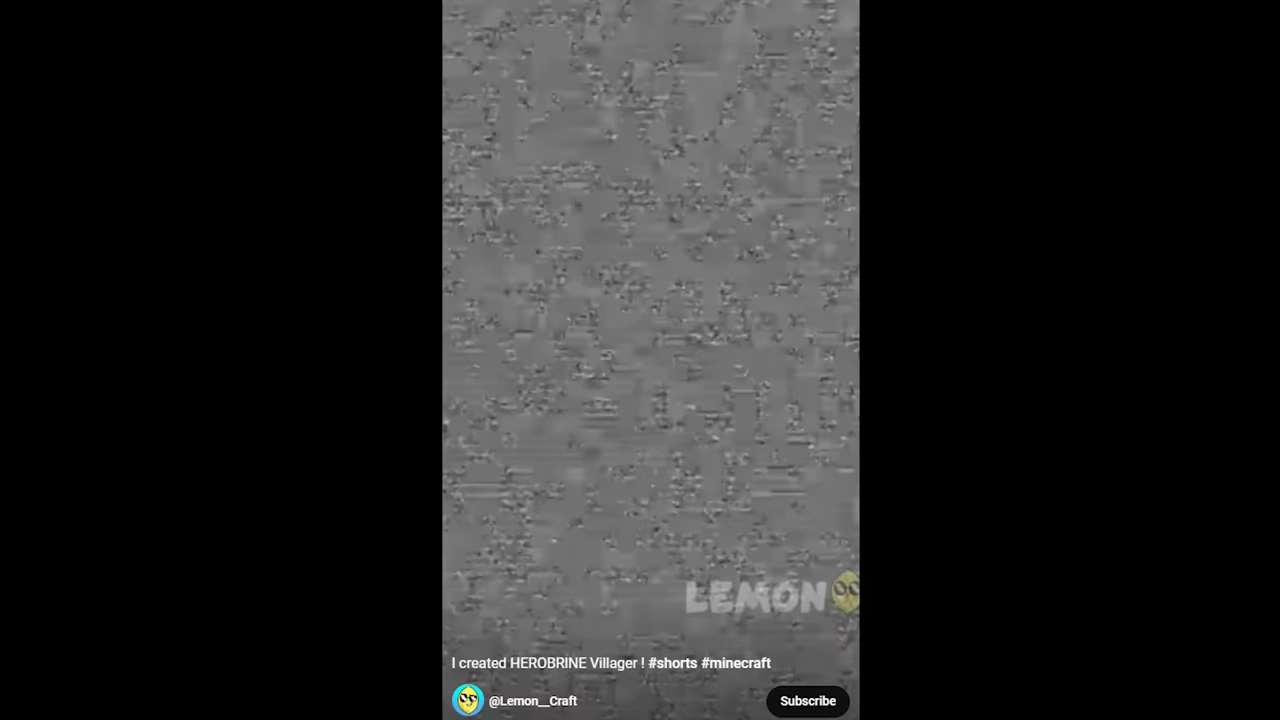 LEMON
I created HEROBRINE Villager ! #shorts #minecraft
@Lemon__Craft
Subscribe